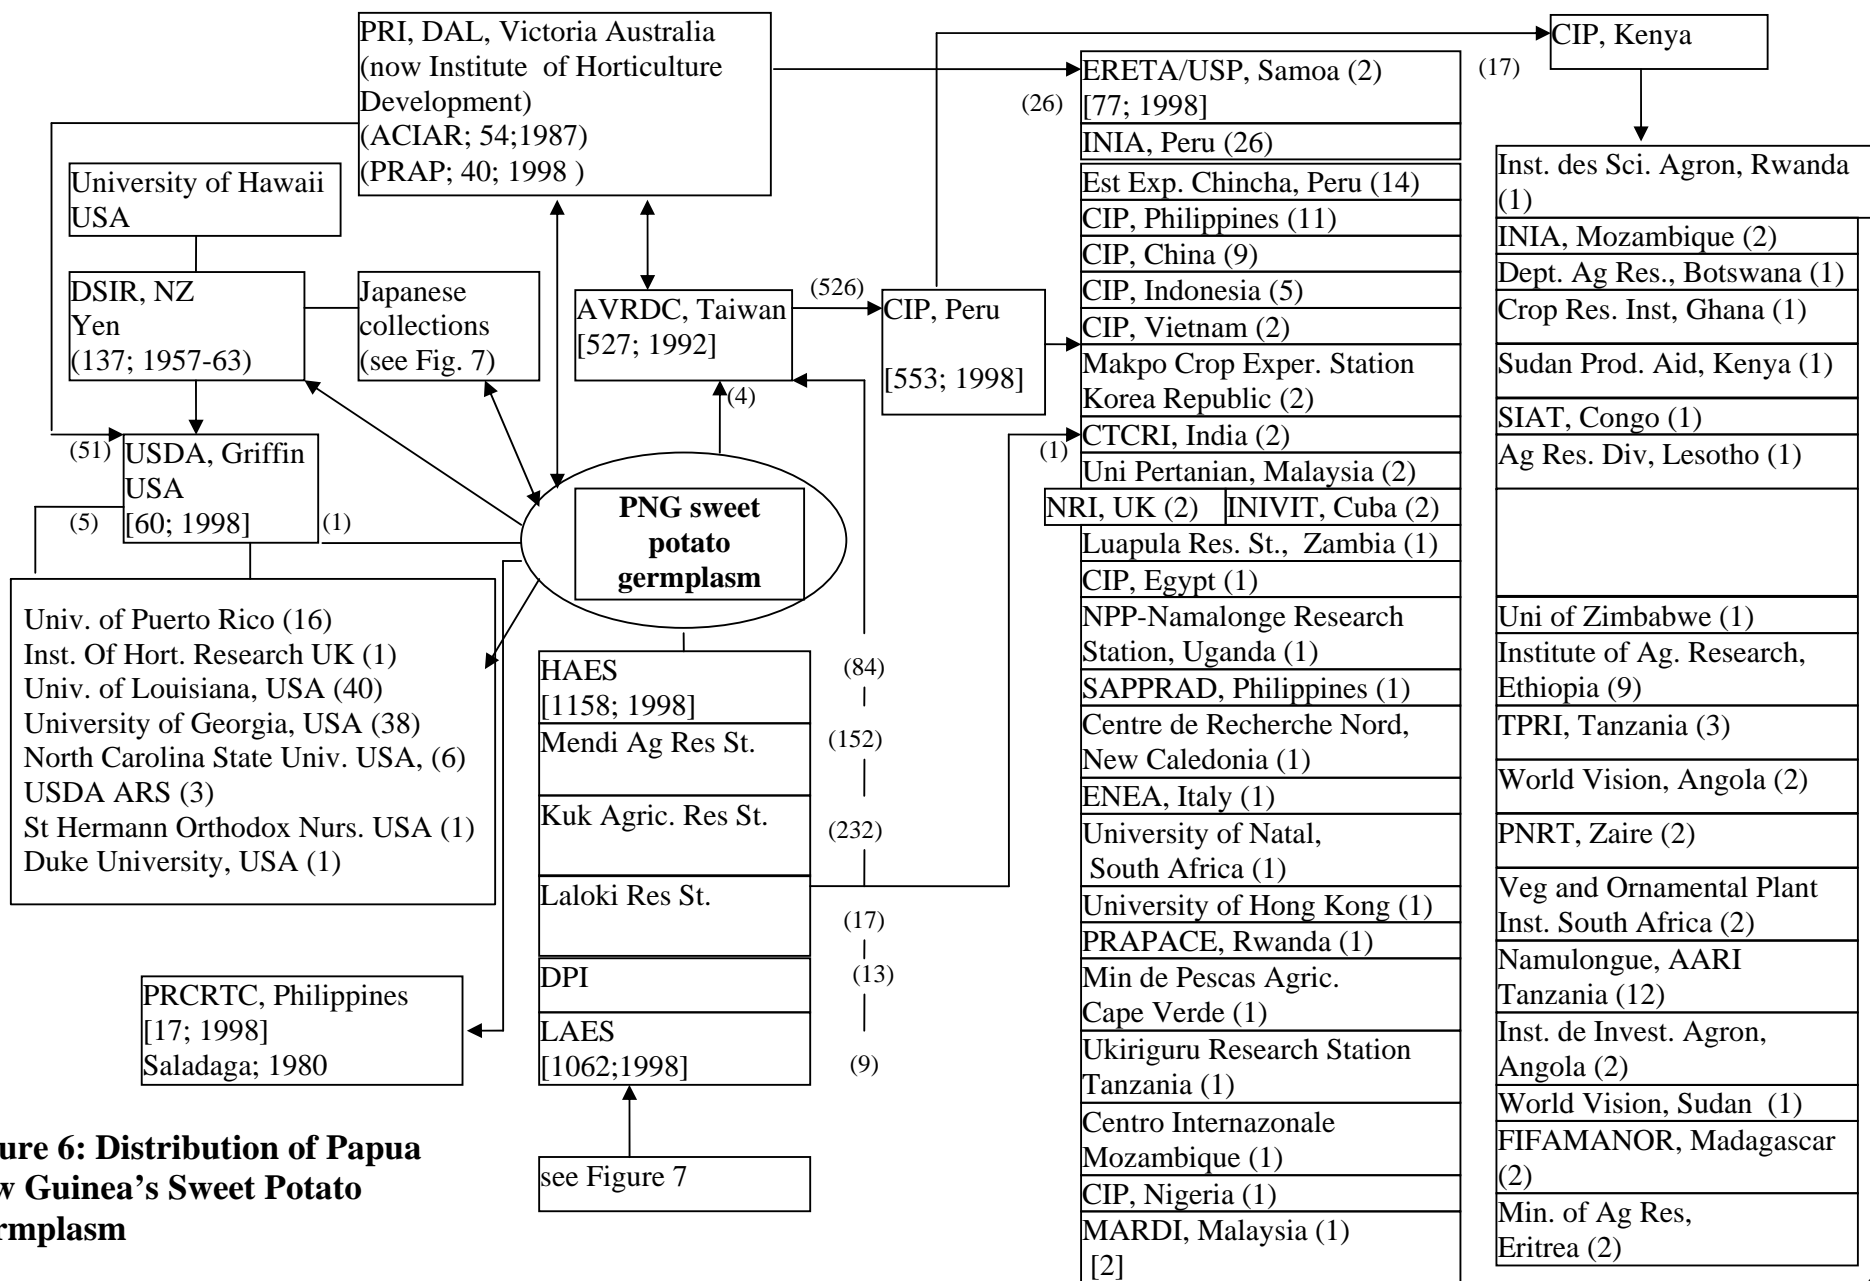 PRI, DAL, Victoria Australia
(now Institute of Horticulture
Development)
(ACIAR; 54;1987)
(PRAP; 40; 1998 )
University of Hawaii
USA
DSIR, NZ
Yen
(137; 1957-63)
Japanese
collections
(see Fig. 7)
AVRDC, Taiwan
[527; 1992]
(526)
CIP, Peru
[553; 1998]
(4)
(51)
USDA, Griffin
USA
[60; 1998]
(5)
(1)
PNG sweet
potato
germplasm
Univ. of Puerto Rico (16)
Inst. Of Hort. Research UK (1)
Univ. of Louisiana, USA (40)
University of Georgia, USA (38)
North Carolina State Univ. USA, (6)
USDA ARS (3)
St Hermann Orthodox Nurs. USA (1)
Duke University, USA (1)
PRCRTC, Philippines
[17; 1998]
Saladaga; 1980
HAES
[1158; 1998]
Mendi Ag Res St.
Kuk Agric. Res St.
Laloki Res St.
DPI
LAES
[1062;1998]
see Figure 7
(84)
(152)
(232)
(17)
(13)
(9)
(26)
(1)
ERETA/USP, Samoa (2)
[77; 1998]
INIA, Peru (26)
Est Exp. Chincha, Peru (14)
CIP, Philippines (11)
CIP, China (9)
CIP, Indonesia (5)
CIP, Vietnam (2)
Makpo Crop Exper. Station
Korea Republic (2)
CTCRI, India (2)
Uni Pertanian, Malaysia (2)
NRI, UK (2) INIVIT, Cuba (2)
Luapula Res. St., Zambia (1)
CIP, Egypt (1)
NPP-Namalonge Research
Station, Uganda (1)
SAPPRAD, Philippines (1)
Centre de Recherche Nord,
New Caledonia (1)
ENEA, Italy (1)
University of Natal,
South Africa (1)
University of Hong Kong (1)
PRAPACE, Rwanda (1)
Min de Pescas Agric.
Cape Verde (1)
Ukiriguru Research Station
Tanzania (1)
Centro Internazonale
Mozambique (1)
CIP, Nigeria (1)
MARDI, Malaysia (1)
[2]
CIP, Kenya
(17)
Inst. des Sci. Agron, Rwanda
(1)
INIA, Mozambique (2)
Dept. Ag Res., Botswana (1)
Crop Res. Inst, Ghana (1)
Sudan Prod. Aid, Kenya (1)
SIAT, Congo (1)
Ag Res. Div, Lesotho (1)
Uni of Zimbabwe (1)
Institute of Ag. Research,
Ethiopia (9)
TPRI, Tanzania (3)
World Vision, Angola (2)
PNRT, Zaire (2)
Veg and Ornamental Plant
Inst. South Africa (2)
Namulongue, AARI
Tanzania (12)
Inst. de Invest. Agron,
Angola (2)
World Vision, Sudan (1)
FIFAMANOR, Madagascar
(2)
Min. of Ag Res,
Eritrea (2)
ure 6: Distribution of Papua
w Guinea's Sweet Potato
rmplasm